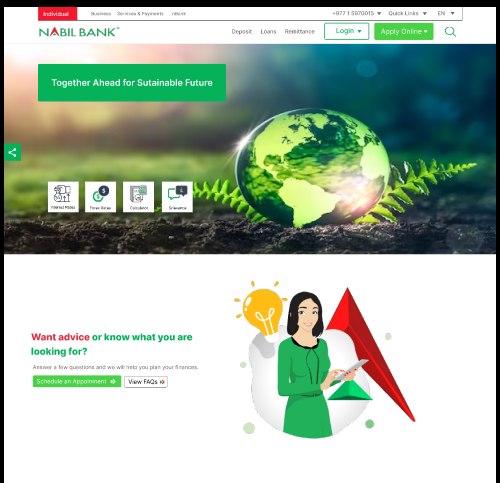 Individual Business Services & Payments nBank +977 1 5970015 Quick Links EN
NABIL BANK Deposit Loans Remittance Login Apply Online
Together Ahead for Sutainable Future
Interest Rates Forex Rates Calculator Grievance
Want advice or know what you are
looking for?
Answer a few questions and we will help you plan your finances.
Schedule an Appoinment View FAQs